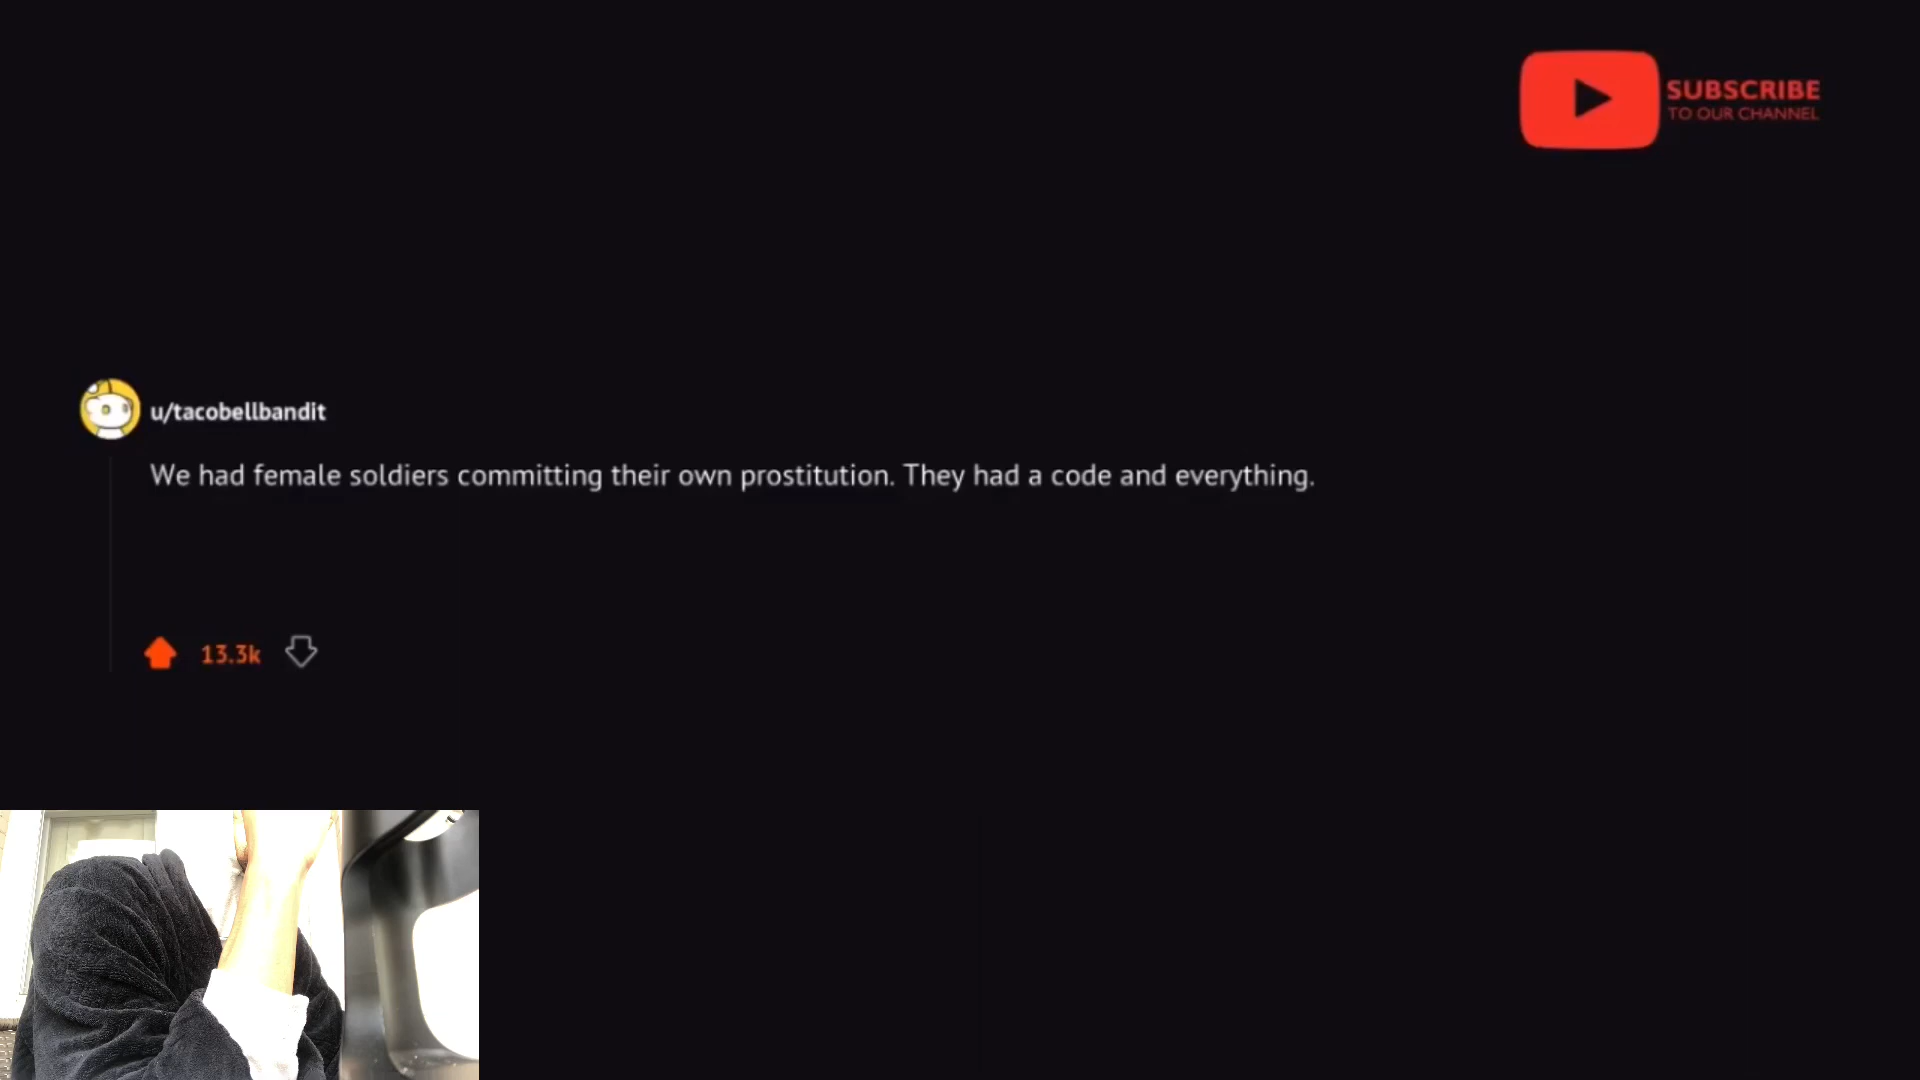 SUBSCRIBE
TO OUR CHANNEL
u/tacobellbandit
We had female soldiers committing their own prostitution. They had a code and everything.
13.3k